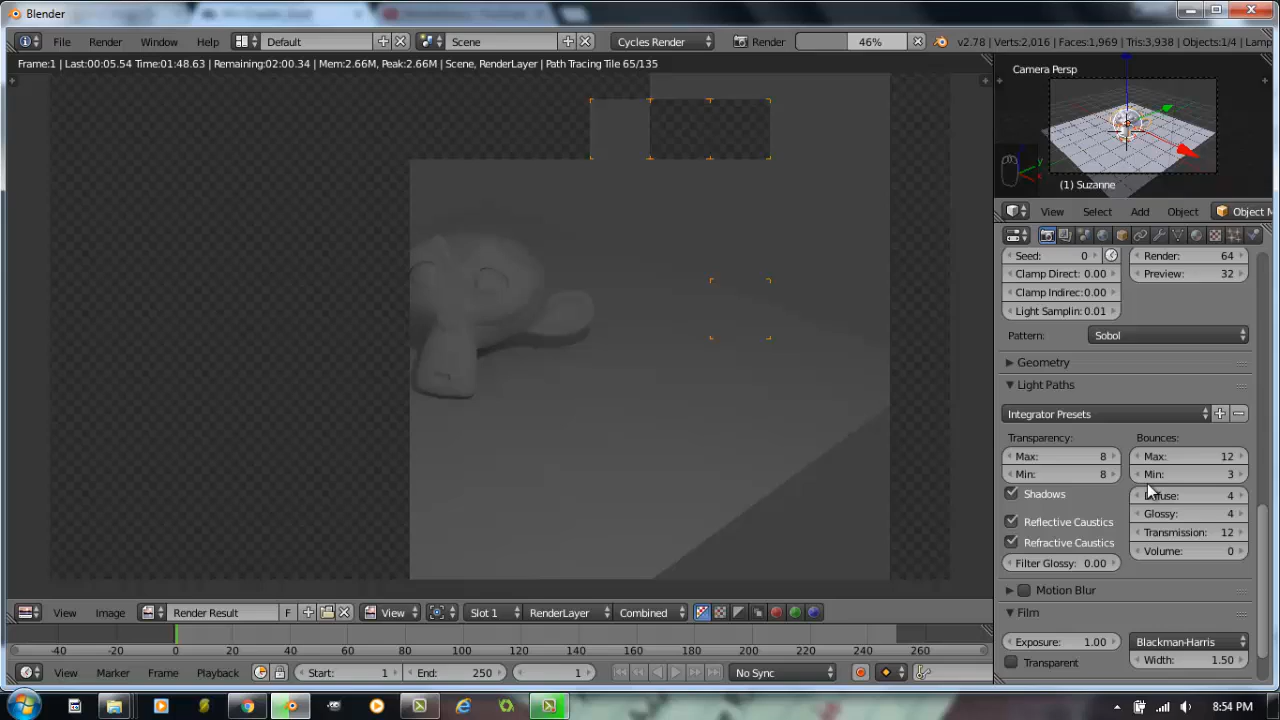 Blender
File Render Window Help Default Scene Cycles Render Render 46% v2.78 | Verts:2,016 | Faces:1,969 | Tris:3,938 | Objects:1/4 | Lamp
Frame:1 | Last:00:05.54 Time:01:48.63 | Remaining:02:00.34 | Mem:2.66M, Peak:2.66M | Scene, RenderLayer | Path Tracing Tile 65/135
Camera Persp
(1) Suzanne
View Select Add Object Object M
Seed: 0 Render: 64
Clamp Direct: 0.00 Preview: 32
Clamp Indirec: 0.00
Light Samplin: 0.01
Pattern: Sobol
Geometry
Light Paths
Integrator Presets
Transparency: Bounces:
Max: 8 Max: 12
Min: 8 Min: 3
Shadows Diffuse: 4
Reflective Caustics Glossy: 4
Refractive Caustics Transmission: 12
Filter Glossy: 0.00 Volume: 0
Motion Blur
Film
Exposure: 1.00 Blackman-Harris
Transparent Width: 1.50
View Image Render Result F View Slot 1 RenderLayer Combined
-40 -20 0 20 40 60 80 100 120 140 160 180 200 220 240 260
View Marker Frame Playback Start: 1 End: 250 1 No Sync
8:54 PM